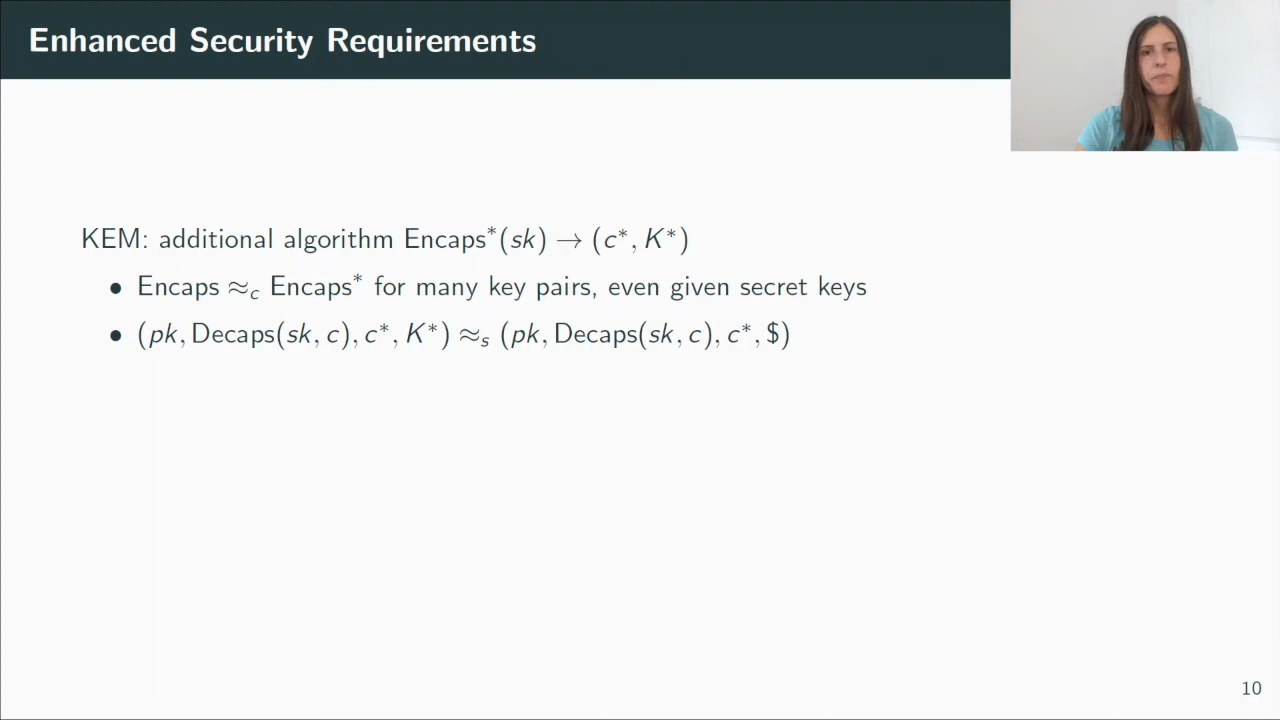 Enhanced Security Requirements
KEM: additional algorithm Encaps*(sk) → (c*, K*)
• Encaps ≈c Encaps* for many key pairs, even given secret keys
• (pk, Decaps(sk, c), c*, K*) ≈s (pk, Decaps(sk, c), c*, $)
10